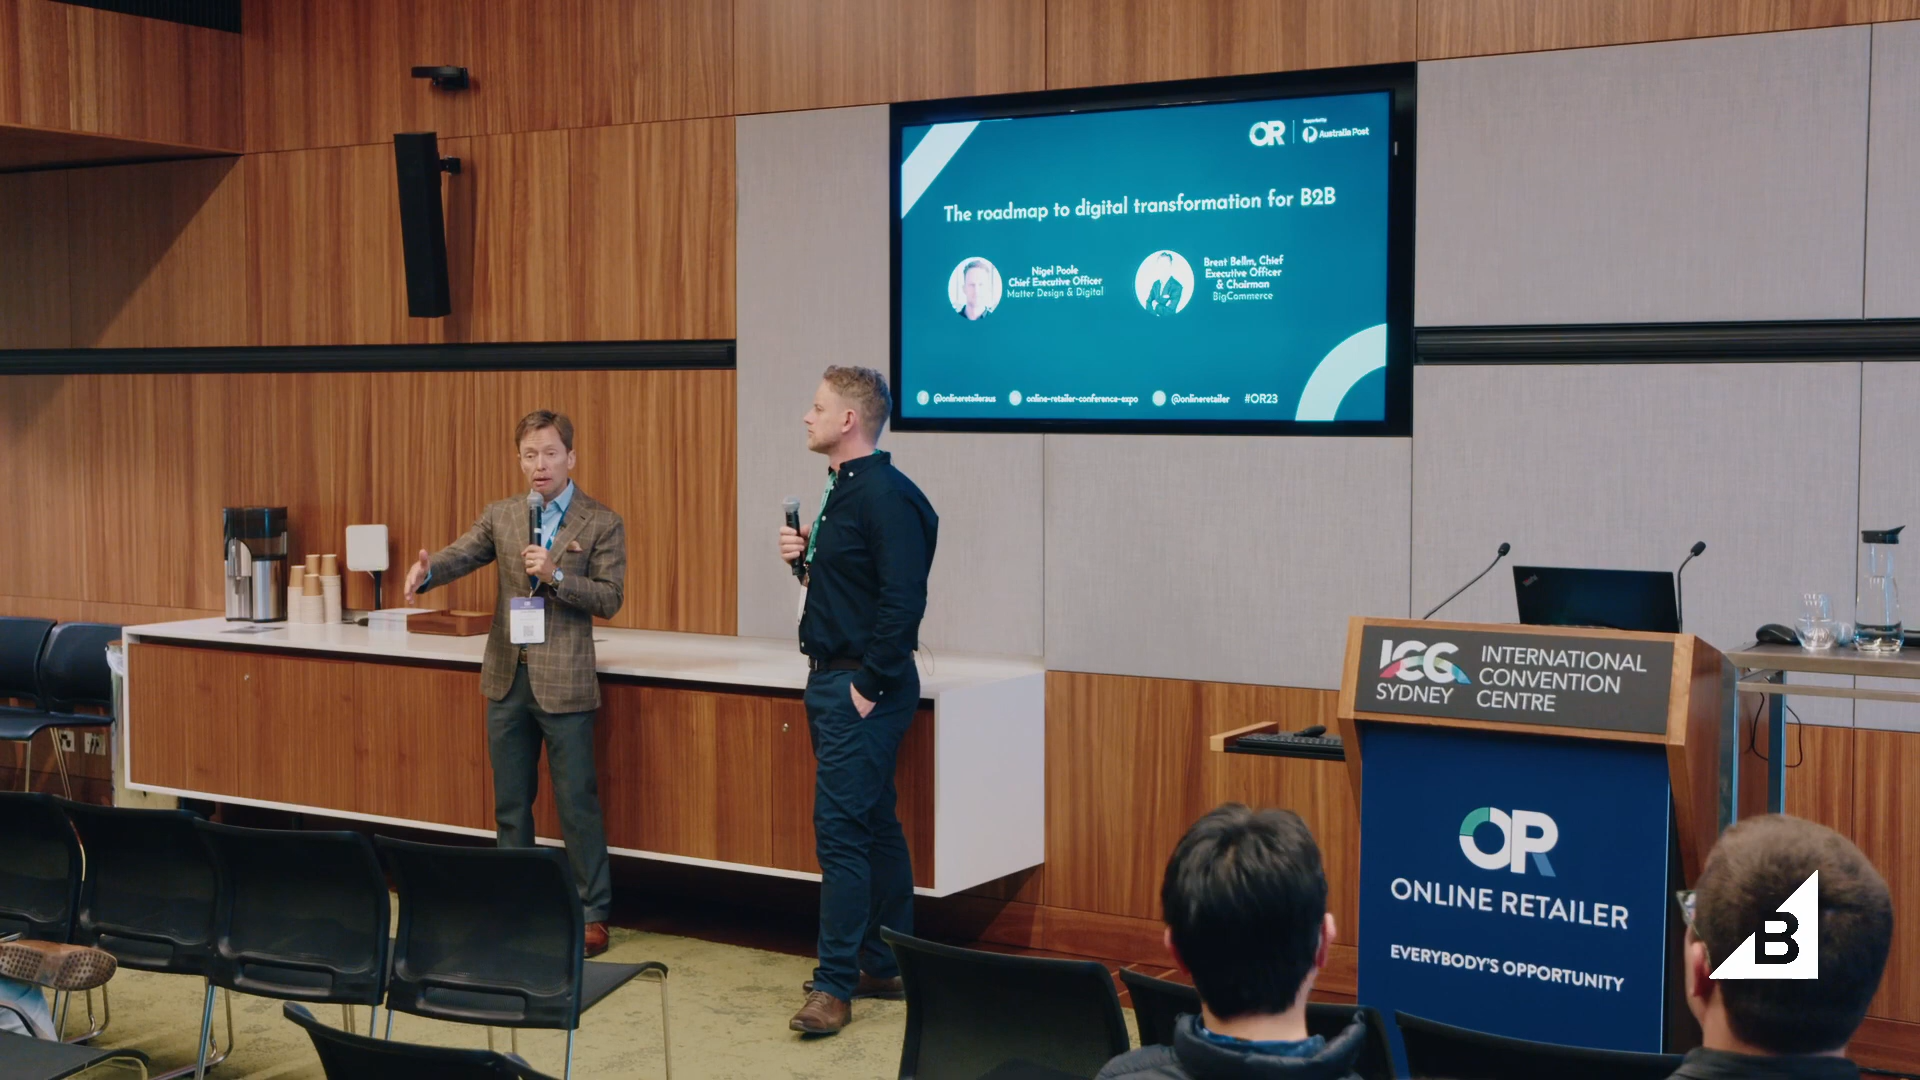 OR
Supported by
Australia Post
The roadmap to digital transformation for B2B
Nigel Poole
Chief Executive Officer
Matter Design & Digital
Brent Bellm, Chief
Executive Officer
& Chairman
BigCommerce
@onlineretaileraus
online-retailer-conference-expo
@onlineretailer
#OR23
ICC
SYDNEY
INTERNATIONAL
CONVENTION
CENTRE
OR
ONLINE RETAILER
EVERYBODY'S OPPORTUNITY
B